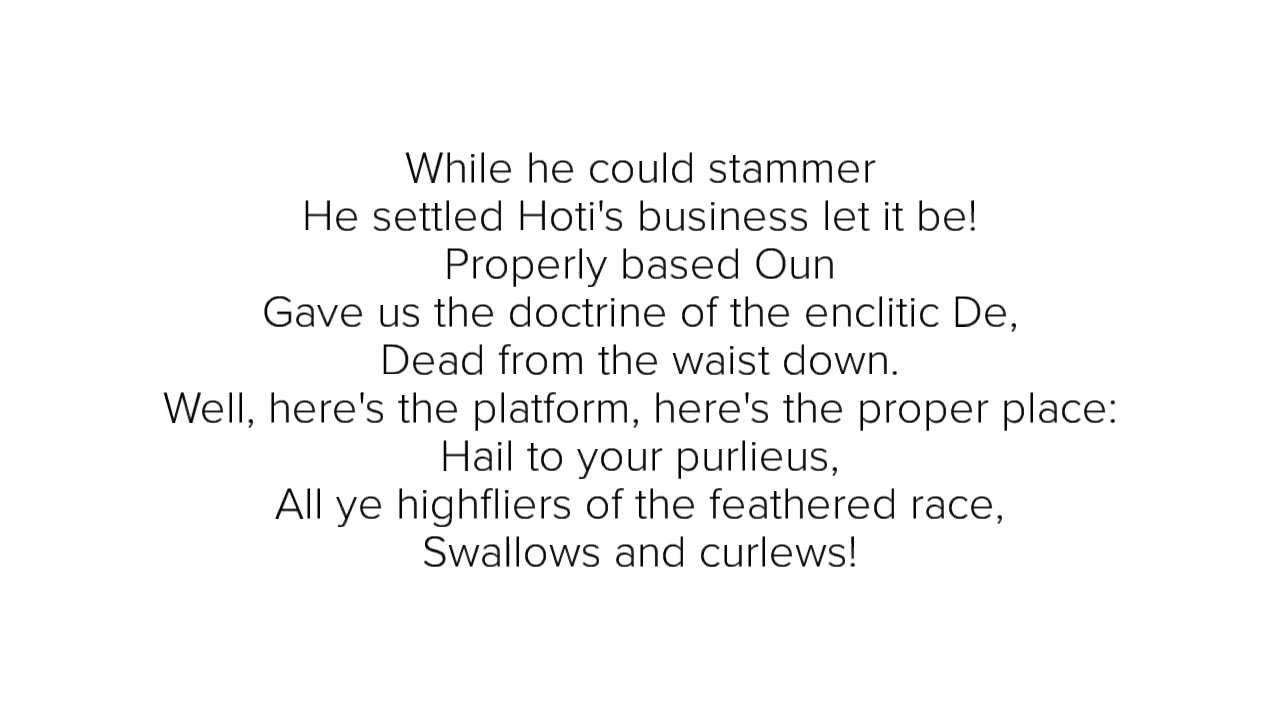 While he could stammer
He settled Hoti's business let it be!
Properly based Oun
Gave us the doctrine of the enclitic De,
Dead from the waist down.
Well, here's the platform, here's the proper place:
Hail to your purlieus,
All ye highfliers of the feathered race,
Swallows and curlews!